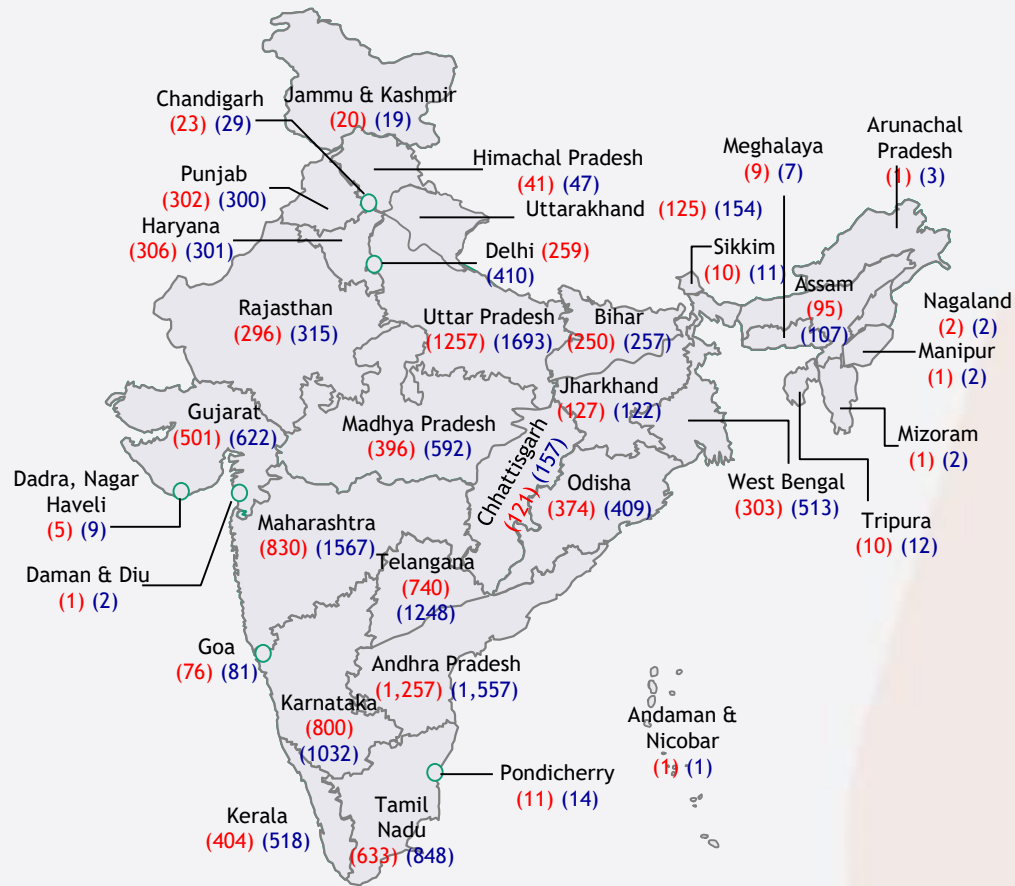 Chandigarh
(23) (29)
Jammu & Kashmir
(20) (19)
Arunachal
Pradesh
(1) (3)
Meghalaya
(9) (7)
Himachal Pradesh
(41) (47)
Punjab
(302) (300)
Uttarakhand (125) (154)
Haryana
(306) (301)
Delhi (259)
(410)
Sikkim
(10) (11)
Assam
(95)
(107)
Nagaland
(2) (2)
Rajasthan
(296) (315)
Uttar Pradesh
(1257) (1693)
Bihar
(250) (257)
Manipur
(1) (2)
Jharkhand
(127) (122)
Gujarat
(501) (622)
Madhya Pradesh
(396) (592)
Mizoram
(1) (2)
Chhattisgarh
(121) (157)
Dadra, Nagar
Haveli
(5) (9)
Odisha
(374) (409)
West Bengal
(303) (513)
Maharashtra
(830) (1567)
Tripura
(10) (12)
Telangana
(740)
(1248)
Daman & Diu
(1) (2)
Goa
(76) (81)
Andhra Pradesh
(1,257) (1,557)
Karnataka
(800)
(1032)
Andaman &
Nicobar
(1) (1)
Pondicherry
(11) (14)
Kerala
(404) (518)
Tamil
Nadu
(633) (848)